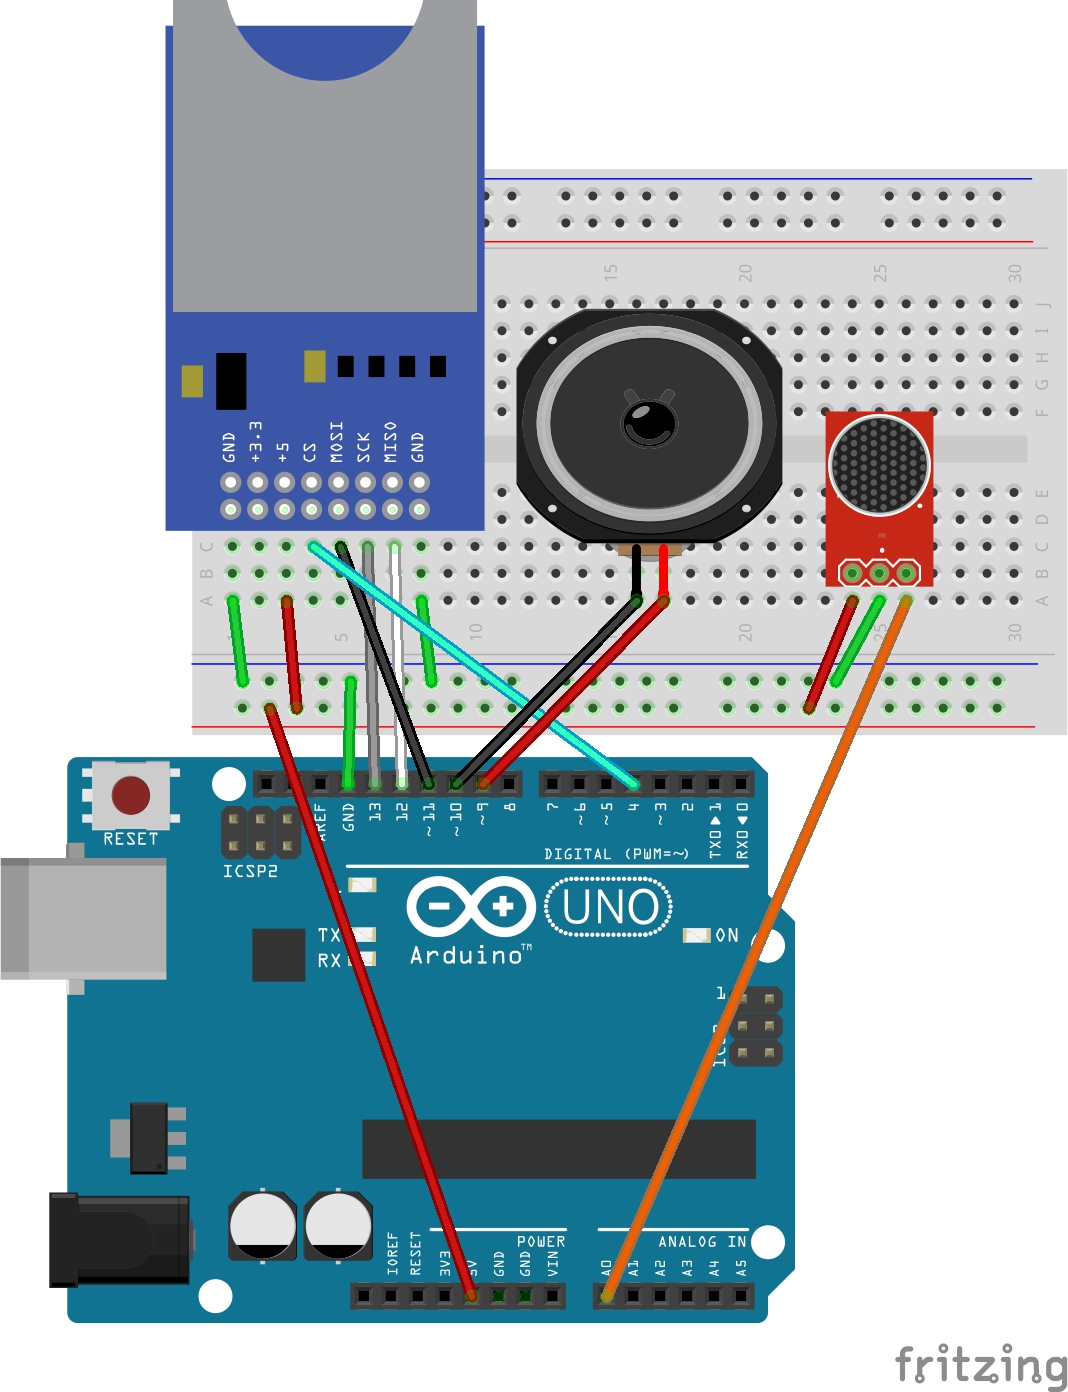 15
20
25
30
J
I
H
G
F
GND
+3.3
+5
CS
MOSI
SCK
MISO
GND
E
D
C
C
B
B
A
A
5
10
20
25
30
RESET
ICSP2
AREF
GND
13
12
~11
~10
~9
8
7
~6
~5
4
~3
2
TX0▶1
RX0◀0
DIGITAL (PWM=~)
TX
RX
Arduino™
UNO
ON
1
IOREF
RESET
3V3
5V
GND
GND
VIN
POWER
A0
A1
A2
A3
A4
A5
ANALOG IN
fritzing